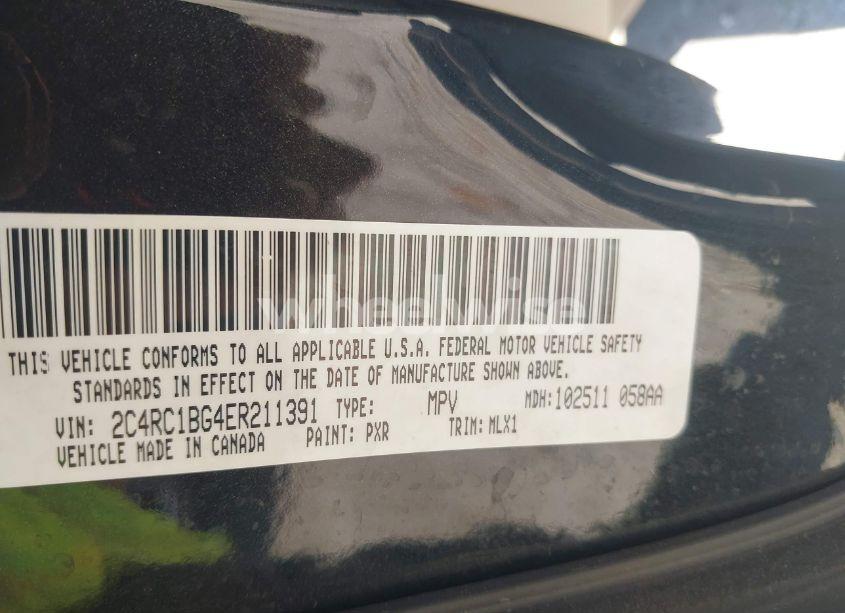 wheelwise
THIS VEHICLE CONFORMS TO ALL APPLICABLE U.S.A. FEDERAL MOTOR VEHICLE SAFETY
STANDARDS IN EFFECT ON THE DATE OF MANUFACTURE SHOWN ABOVE.
VIN: 2C4RC1BG4ER211391 TYPE: MPV MDH:102511 058AA
VEHICLE MADE IN CANADA PAINT: PXR TRIM: MLX1